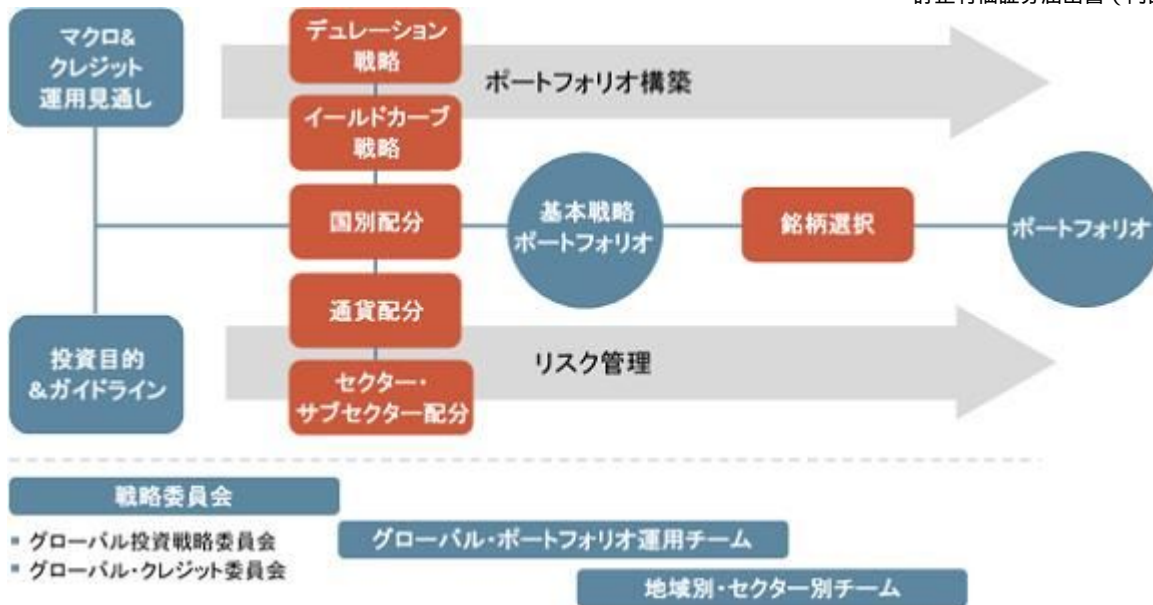 マクロ&
クレジット
運用見通し
デュレーション
戦略
ポートフォリオ構築
イールドカーブ
戦略
国別配分
基本戦略
ポートフォリオ
銘柄選択
ポートフォリオ
通貨配分
投資目的
&ガイドライン
リスク管理
セクター・
サブセクター配分
戦略委員会
▪ グローバル投資戦略委員会
▪ グローバル・クレジット委員会
グローバル・ポートフォリオ運用チーム
地域別・セクター別チーム